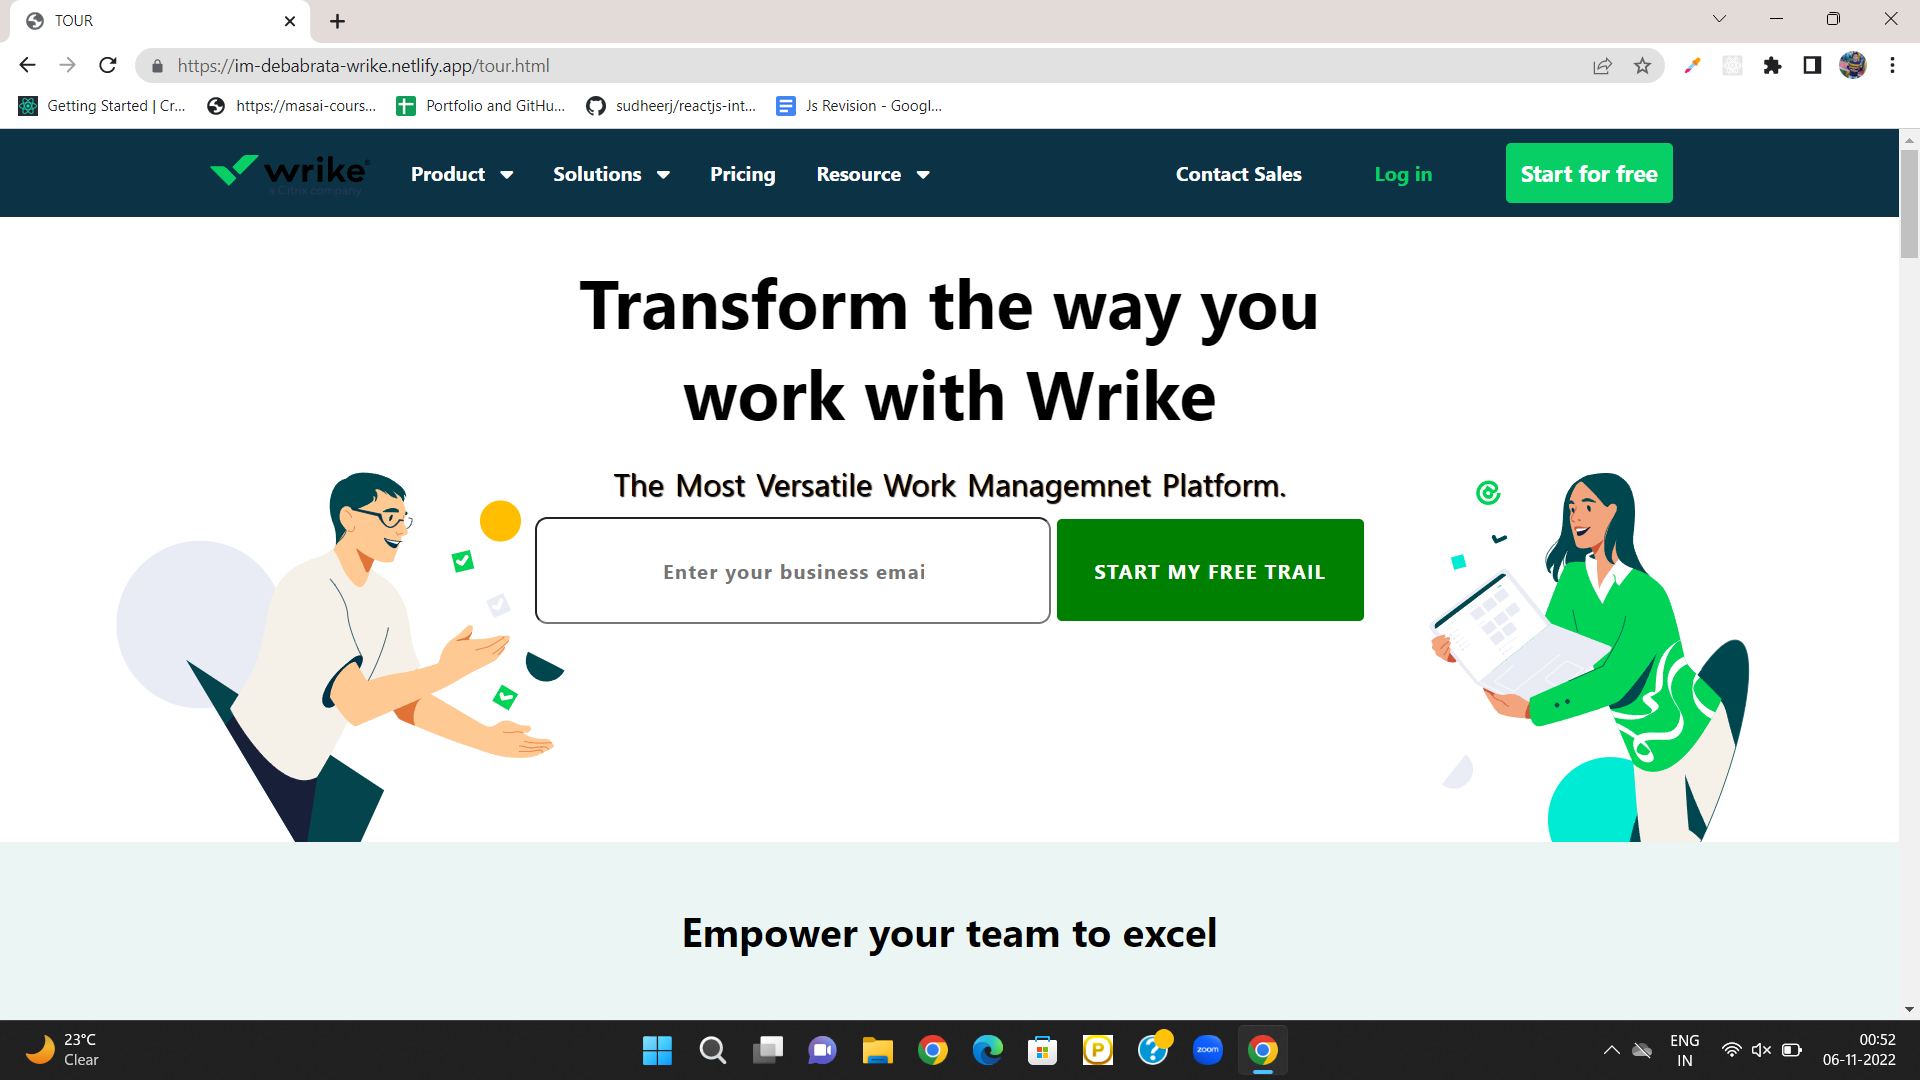 TOUR
https://im-debabrata-wrike.netlify.app/tour.html
Getting Started | Cr...
https://masai-cours...
Portfolio and GitHu...
sudheerj/reactjs-int...
Js Revision - Googl...
wrike
a Citrix company
Product
Solutions
Pricing
Resource
Contact Sales
Log in
Start for free
Transform the way you
work with Wrike
The Most Versatile Work Managemnet Platform.
Enter your business emai
START MY FREE TRAIL
Empower your team to excel
23°C
Clear
zoom
ENG
IN
00:52
06-11-2022